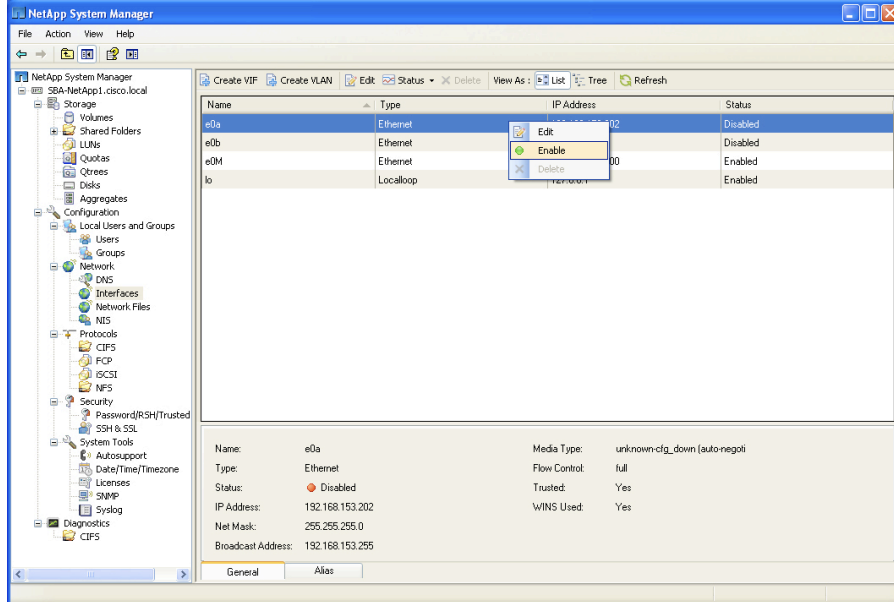 NetApp System Manager
File Action View Help
NetApp System Manager
SBA-NetApp1.cisco.local
Storage
Volumes
Shared Folders
LUNs
Quotas
Qtrees
Disks
Aggregates
Configuration
Local Users and Groups
Users
Groups
Network
DNS
Interfaces
Network Files
NIS
Protocols
CIFS
FCP
iSCSI
NFS
Security
Password/RSH/Trusted
SSH & SSL
System Tools
Autosupport
Date/Time/Timezone
Licenses
SNMP
Syslog
Diagnostics
CIFS
Create VIF Create VLAN Edit Status Delete View As : List Tree Refresh
Name Type IP Address Status
e0a Ethernet 02 Disabled
e0b Ethernet Disabled
e0M Ethernet 00 Enabled
lo Localloop Enabled
Edit
Enable
Delete
Name: e0a Media Type: unknown-cfg_down (auto-negoti
Type: Ethernet Flow Control: full
Status: Disabled Trusted: Yes
IP Address: 192.168.153.202 WINS Used: Yes
Net Mask: 255.255.255.0
Broadcast Address: 192.168.153.255
General Alias